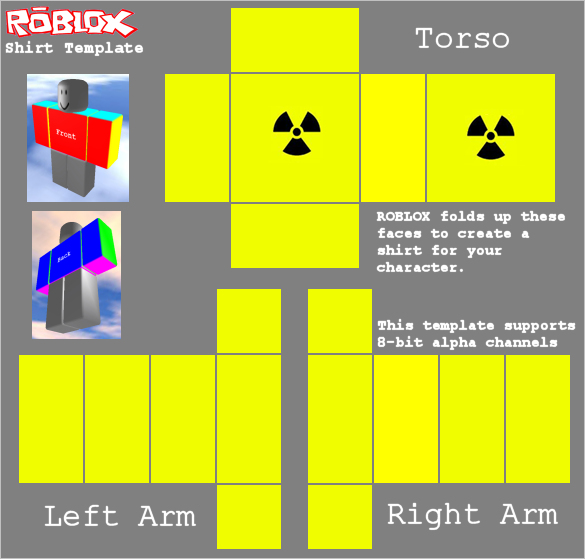 RŌBLOX
Shirt Template
Torso
Front
Back
ROBLOX folds up these
faces to create a
shirt for your
character.
This template supports
8-bit alpha channels
Left Arm
Right Arm